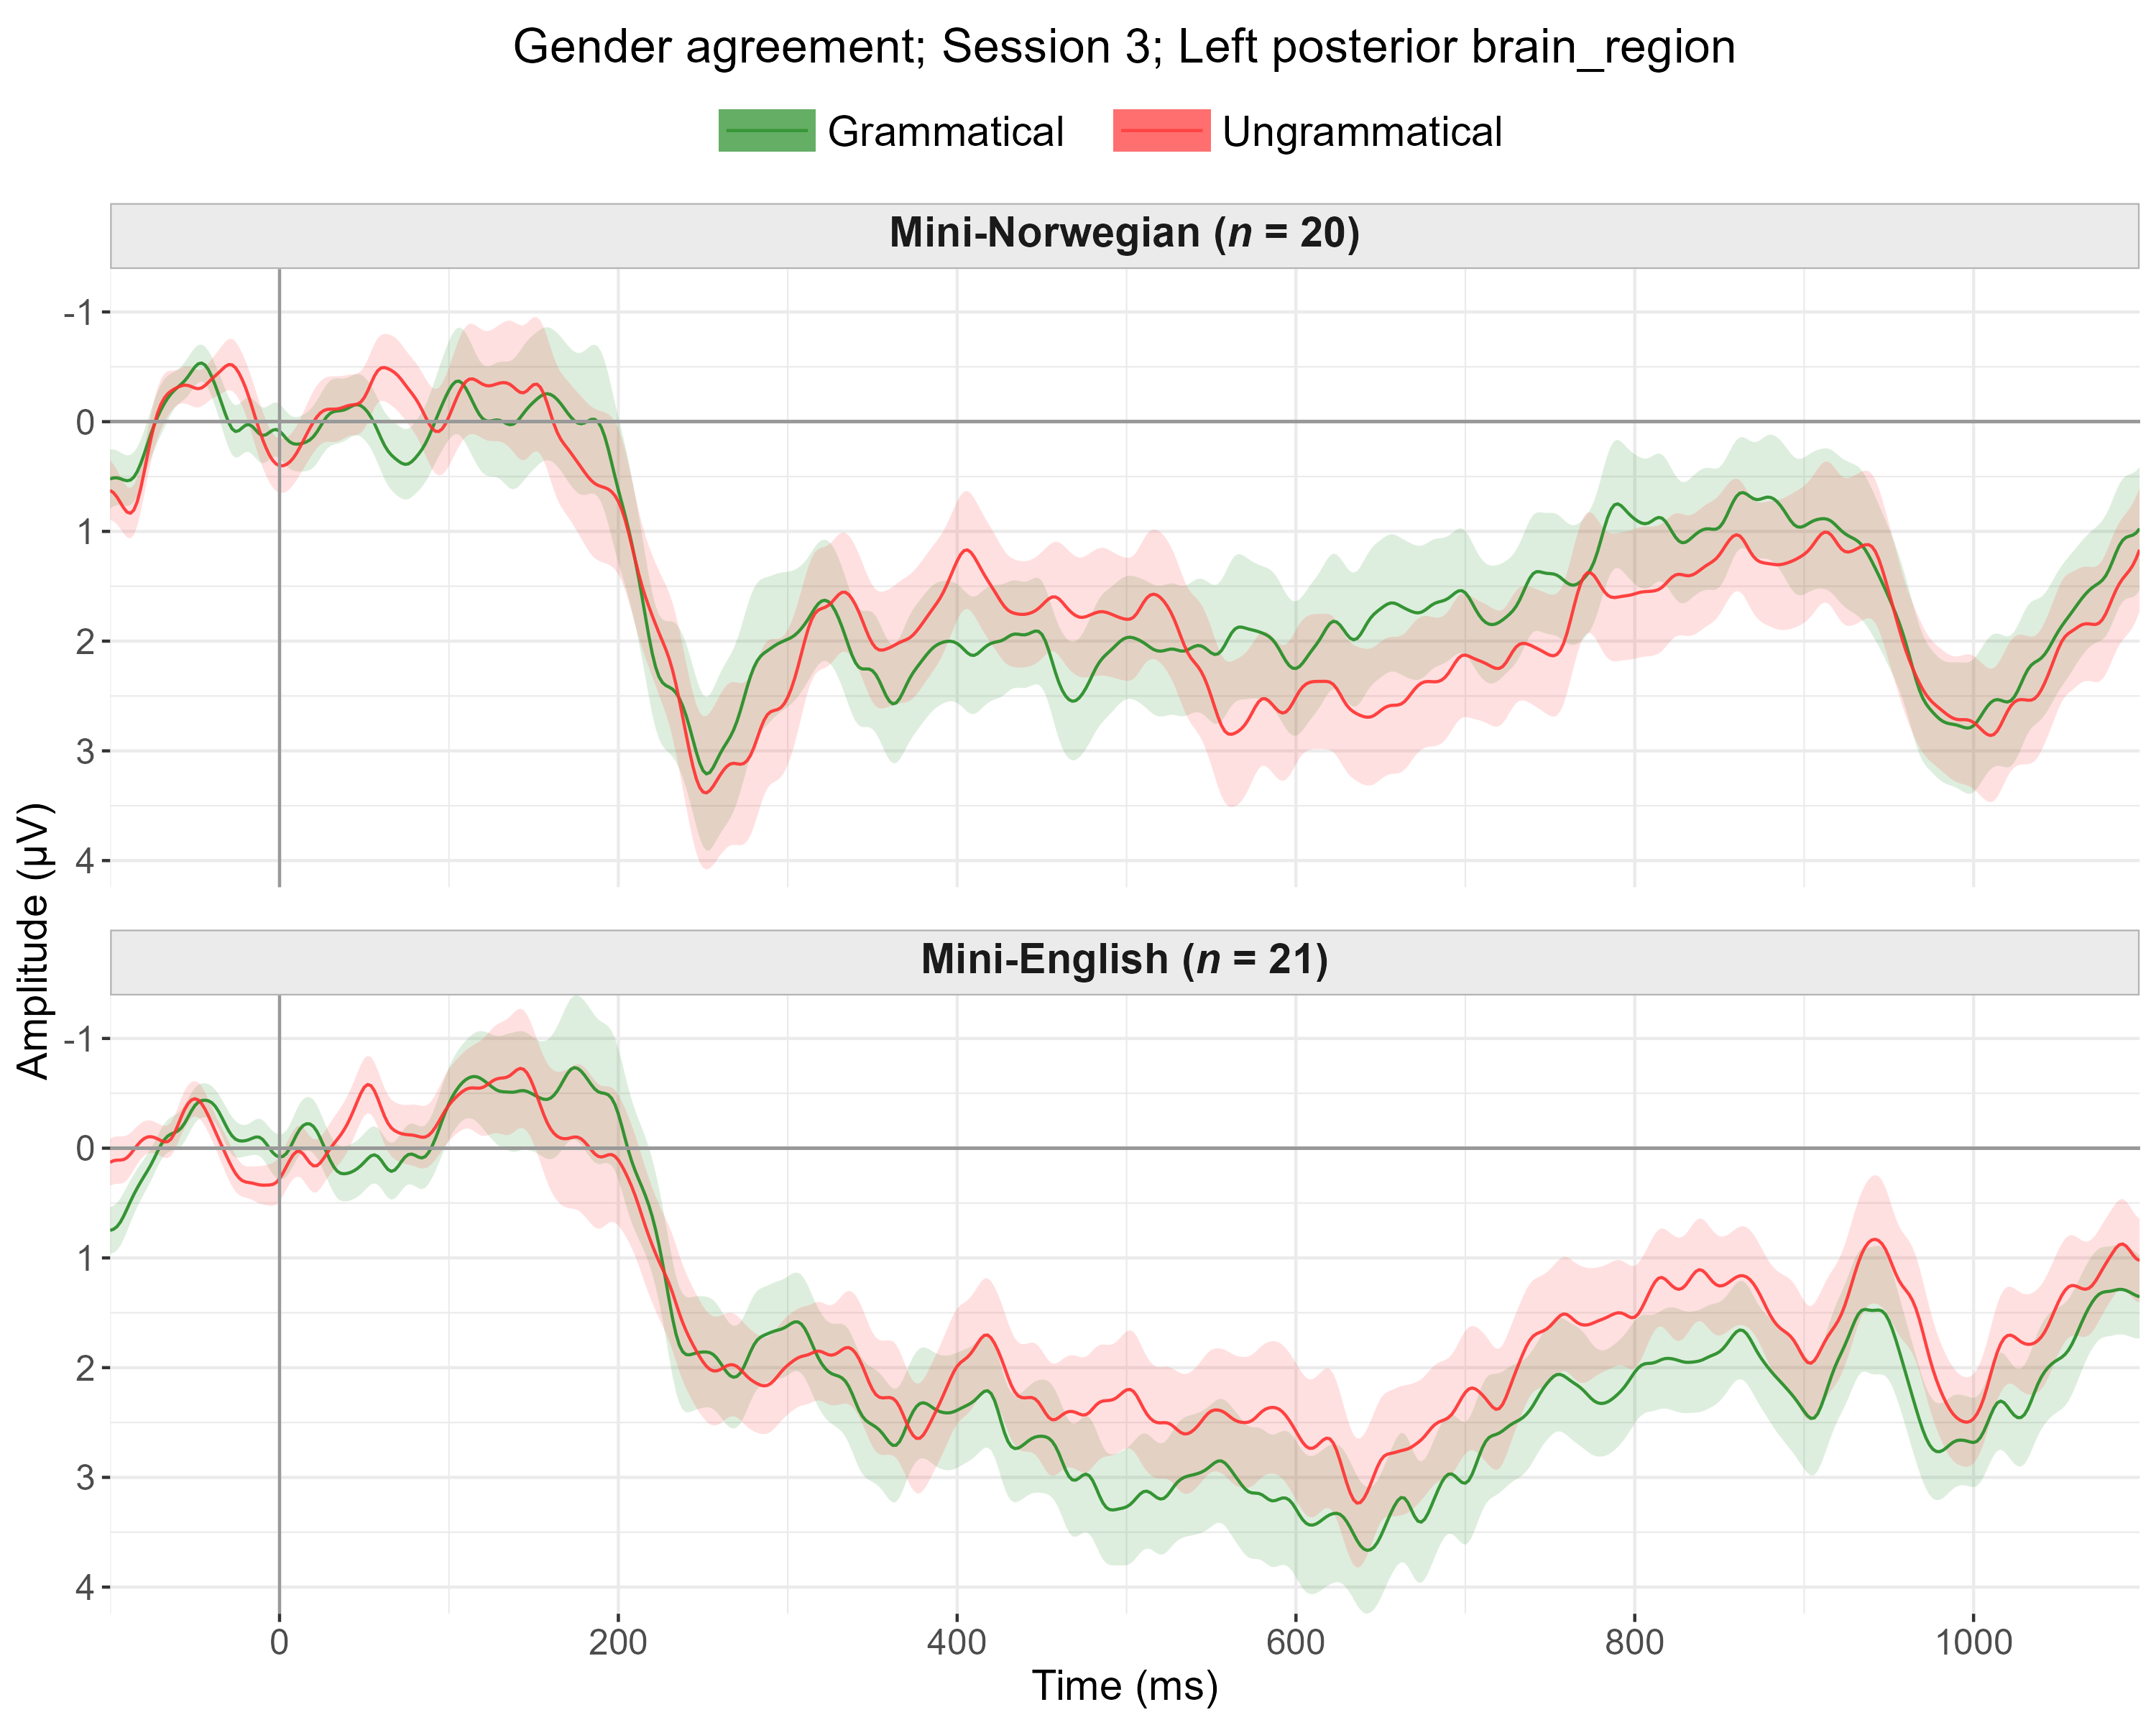 Gender agreement; Session 3; Left posterior brain_region
Grammatical Ungrammatical
Mini-Norwegian (n = 20)
-1
0
1
2
3
4
Amplitude (µV)
Mini-English (n = 21)
-1
0
1
2
3
4
0 200 400 600 800 1000
Time (ms)